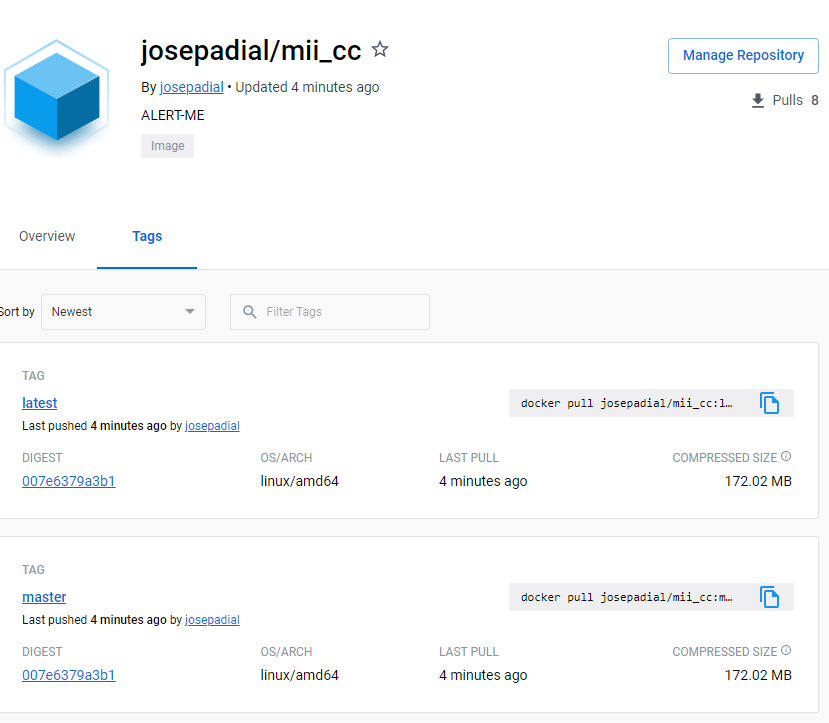 josepadial/mii_cc
Manage Repository
By josepadial • Updated 4 minutes ago
Pulls 8
ALERT-ME
Image
Overview
Tags
Sort by
Newest
Filter Tags
TAG
latest
docker pull josepadial/mii_cc:l…
Last pushed 4 minutes ago by josepadial
DIGEST OS/ARCH LAST PULL COMPRESSED SIZE
007e6379a3b1 linux/amd64 4 minutes ago 172.02 MB
TAG
master
docker pull josepadial/mii_cc:m…
Last pushed 4 minutes ago by josepadial
DIGEST OS/ARCH LAST PULL COMPRESSED SIZE
007e6379a3b1 linux/amd64 4 minutes ago 172.02 MB